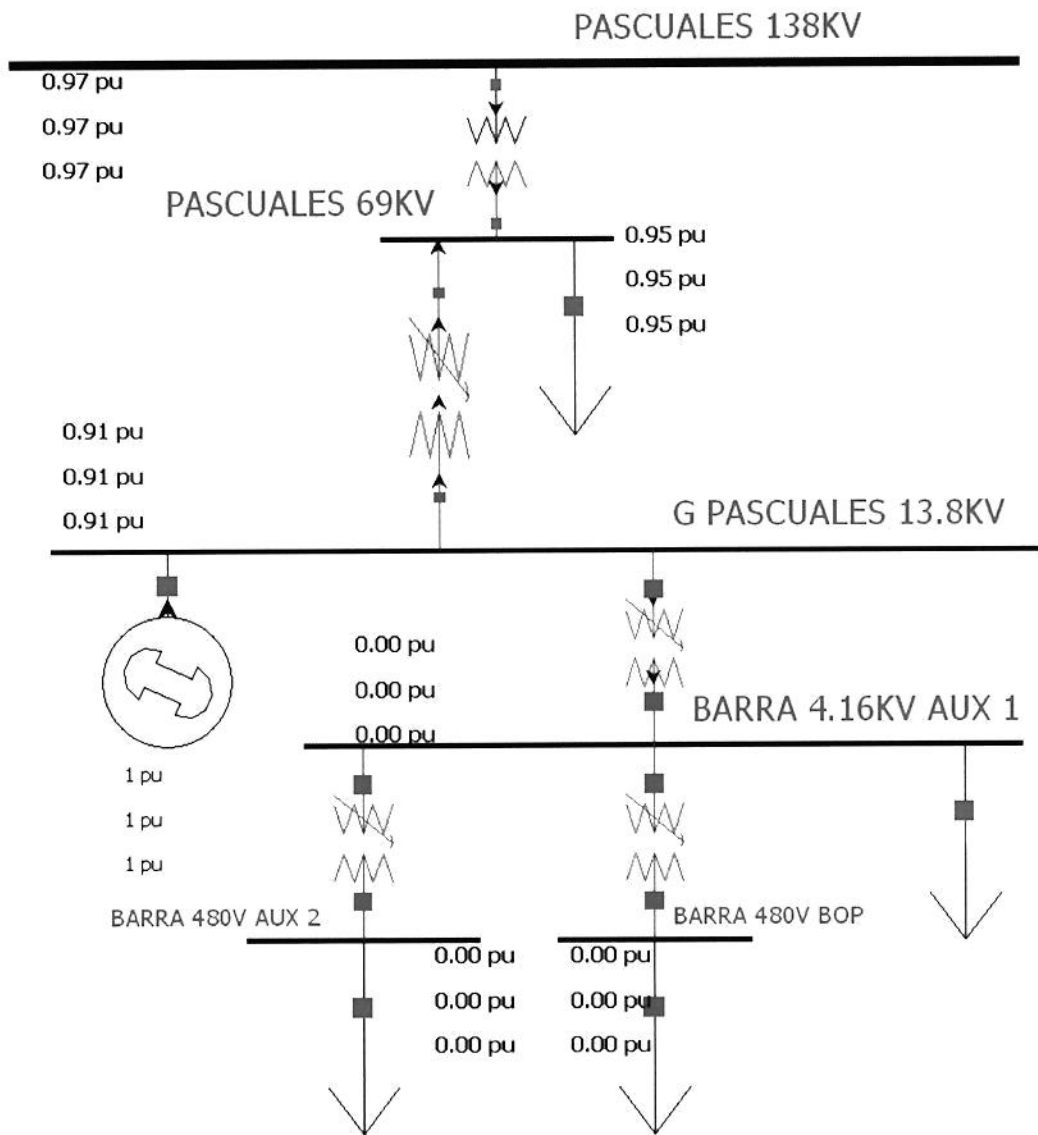 PASCUALES 138KV
0.97 pu
0.97 pu
0.97 pu
PASCUALES 69KV
0.95 pu
0.95 pu
0.95 pu
0.91 pu
0.91 pu
0.91 pu
G PASCUALES 13.8KV
0.00 pu
0.00 pu
0.00 pu
BARRA 4.16KV AUX 1
1 pu
1 pu
1 pu
BARRA 480V AUX 2
BARRA 480V BOP
0.00 pu
0.00 pu
0.00 pu
0.00 pu
0.00 pu
0.00 pu